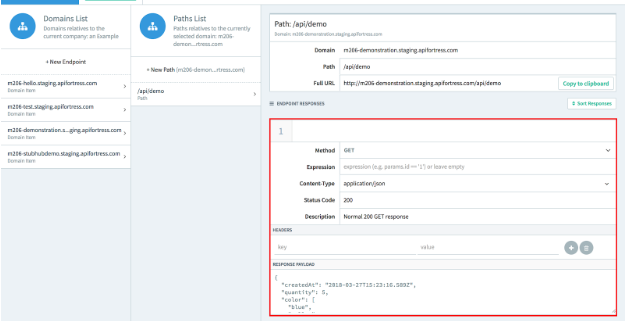 Domains List
Domains relatives to the
current company: an Example
+ New Endpoint
m206-hello.staging.apifortress.com
Domain item
m206-test.staging.apifortress.com
Domain item
m206-demonstration.s...ging.apifortress.com
Domain item
m206-stubhubdemo.staging.apifortress.com
Domain item
Paths List
Paths relatives to the currently
selected domain: m206-
demon...rtress.com
+ New Path (m206-demon...rtress.com)
/api/demo
Path
Path: /api/demo
Domain: m206-demonstration.staging.apifortress.com
Domain m206-demonstration.staging.apifortress.com
Path /api/demo
Full URL http://m206-demonstration.staging.apifortress.com/api/demo Copy to clipboard
ENDPOINT RESPONSES Sort Responses
1
Method GET
Expression expression (e.g. params.id == '1') or leave empty
Content-Type application/json
Status Code 200
Description Normal 200 GET response
HEADERS
key value
RESPONSE PAYLOAD
{
"createdAt": "2018-03-27T15:23:16.589Z",
"quantity": 5,
"color": [
"blue",